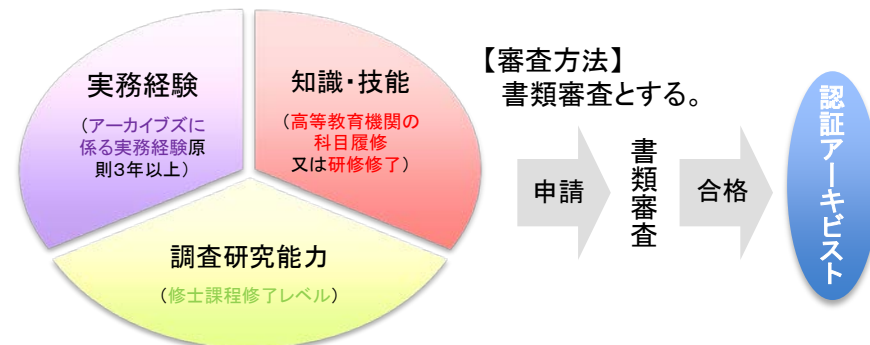 実務経験
(アーカイブズに
係る実務経験原
則3年以上)
知識・技能
(高等教育機関の
科目履修
又は研修修了)
調査研究能力
(修士課程修了レベル)
【審査方法】
書類審査とする。
申請
書類審査
合格
認証アーキビスト